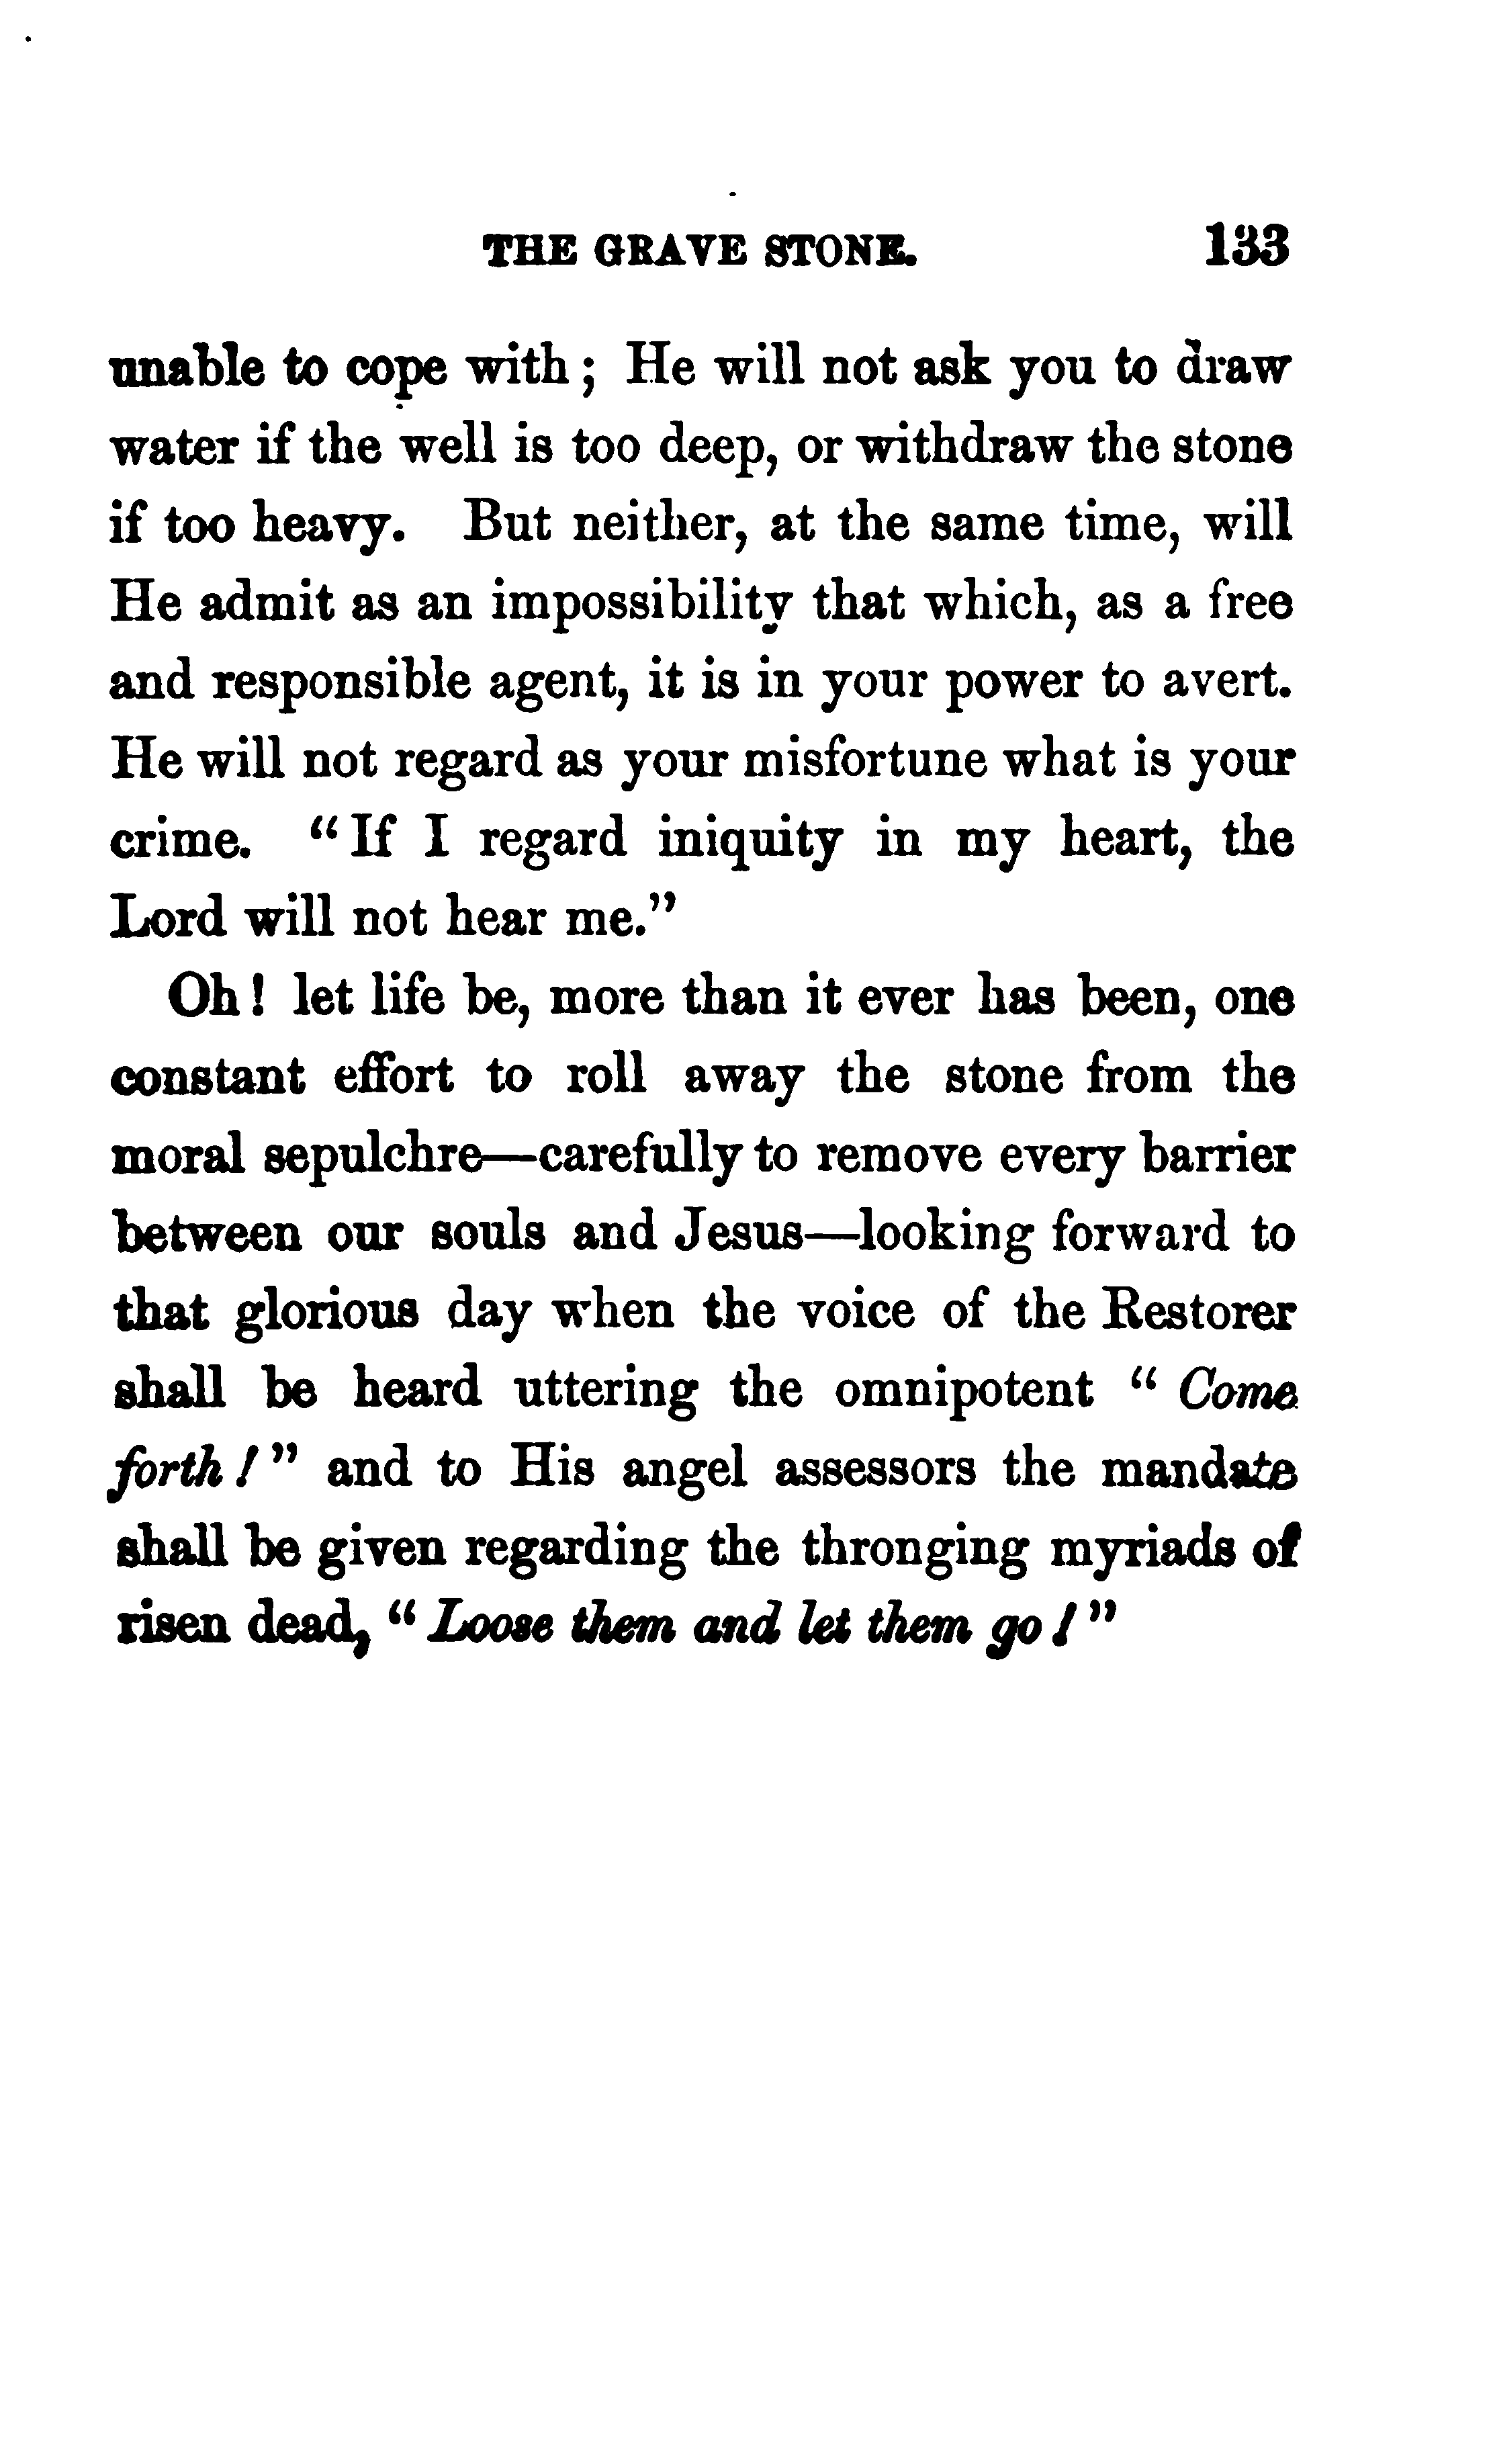 THE GRAVE STONE. 133
unable to cope with; He will not ask you to draw
water if the well is too deep, or withdraw the stone
if too heavy. But neither, at the same time, will
He admit as an impossibility that which, as a free
and responsible agent, it is in your power to avert.
He will not regard as your misfortune what is your
crime. “If I regard iniquity in my heart, the
Lord will not hear me.”
Oh! let life be, more than it ever has been, one
constant effort to roll away the stone from the
moral sepulchre—carefully to remove every barrier
between our souls and Jesus—looking forward to
that glorious day when the voice of the Restorer
shall be heard uttering the omnipotent “Come
forth!” and to His angel assessors the mandate
shall be given regarding the thronging myriads of
risen dead, “Loose them and let them go!”